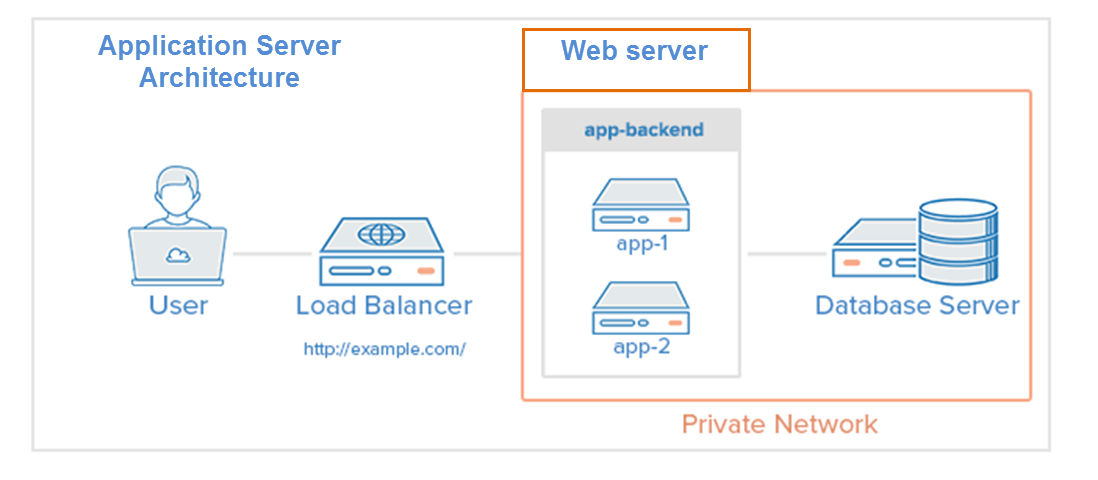 Application Server
Architecture
Web server
app-backend
app-1
app-2
User
Load Balancer
http://example.com/
Database Server
Private Network